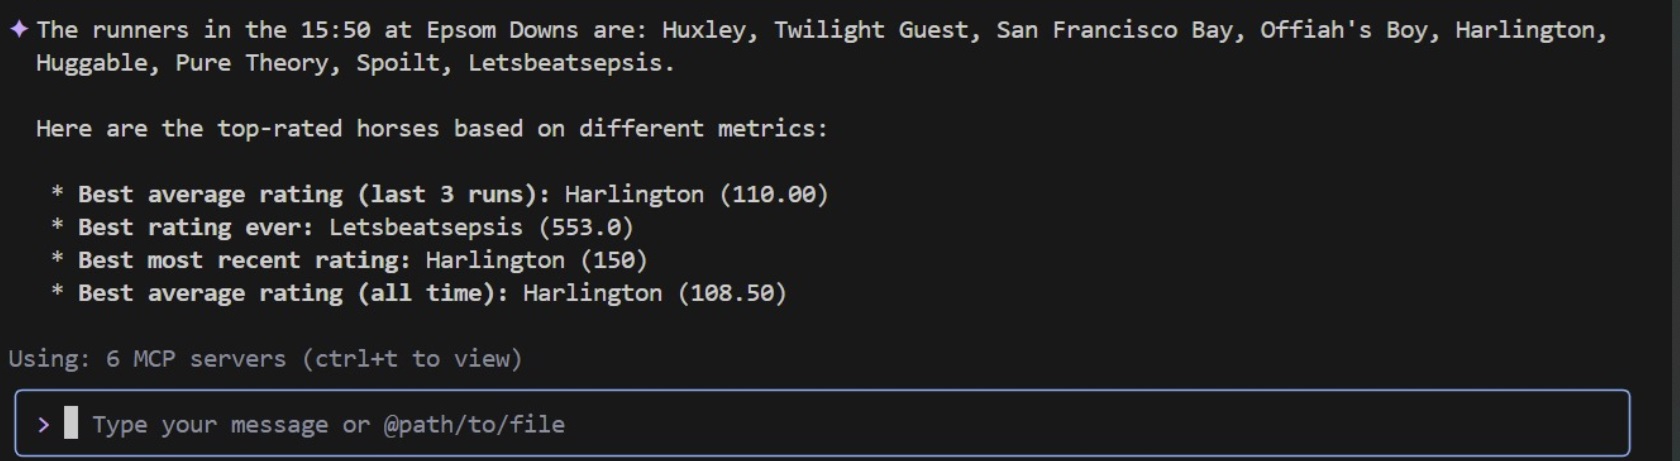 ✦ The runners in the 15:50 at Epsom Downs are: Huxley, Twilight Guest, San Francisco Bay, Offiah's Boy, Harlington,
Huggable, Pure Theory, Spoilt, Letsbeatsepsis.
Here are the top-rated horses based on different metrics:
* Best average rating (last 3 runs): Harlington (110.00)
* Best rating ever: Letsbeatsepsis (553.0)
* Best most recent rating: Harlington (150)
* Best average rating (all time): Harlington (108.50)
Using: 6 MCP servers (ctrl+t to view)
> Type your message or @path/to/file